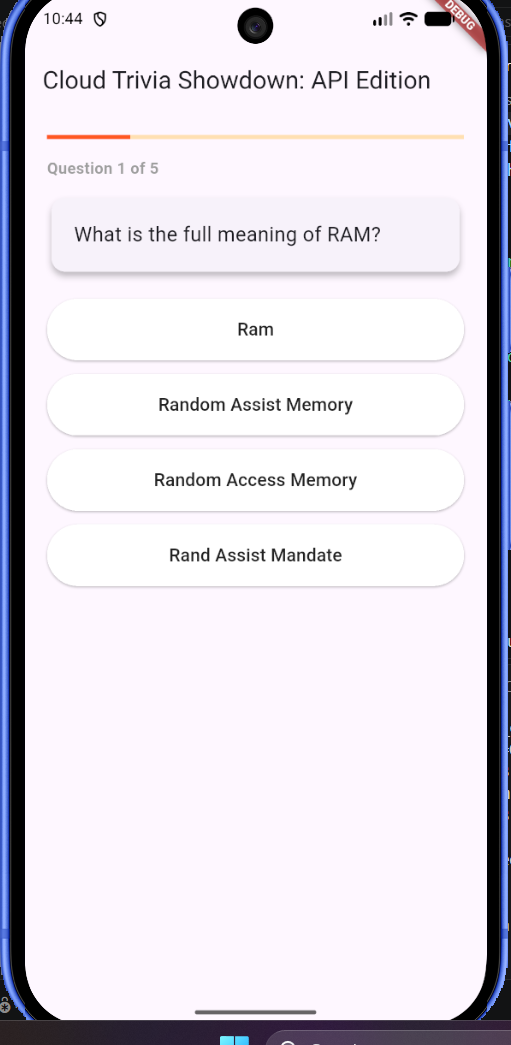 10:44
DEBUG
Cloud Trivia Showdown: API Edition
Question 1 of 5
What is the full meaning of RAM?
Ram
Random Assist Memory
Random Access Memory
Rand Assist Mandate